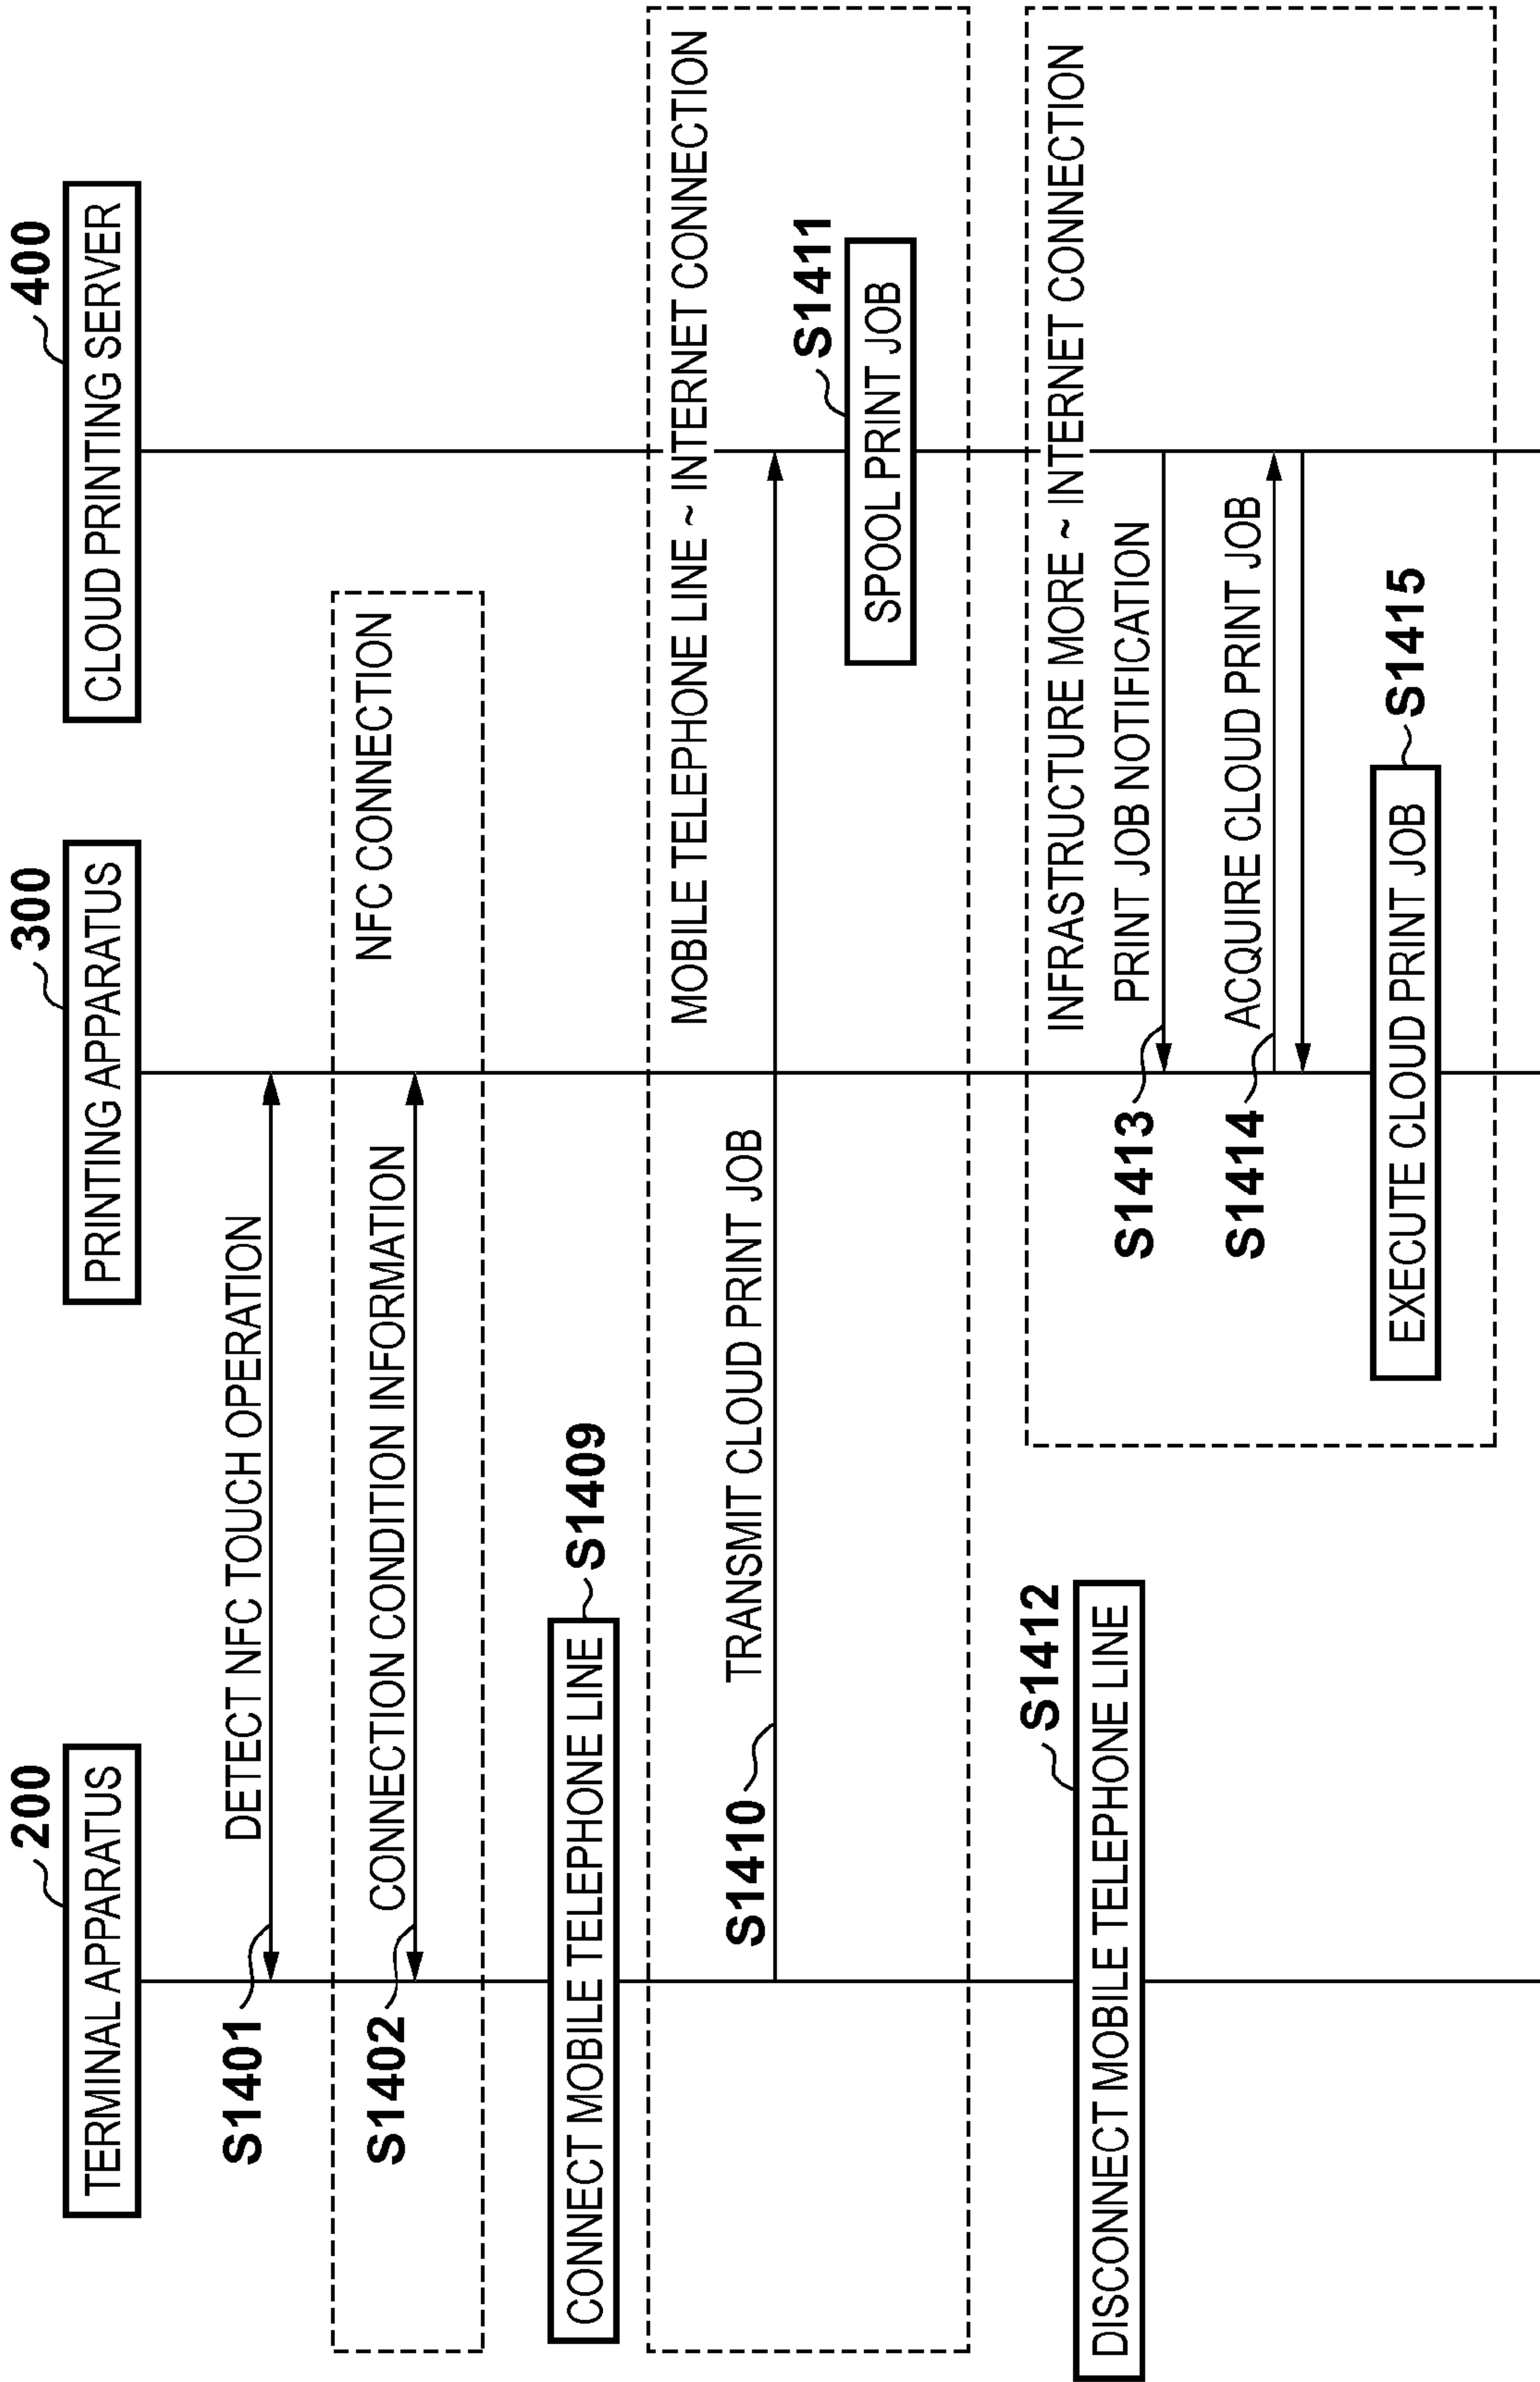 200
TERMINAL APPARATUS
300
PRINTING APPARATUS
400
CLOUD PRINTING SERVER
S1401
DETECT NFC TOUCH OPERATION
NFC CONNECTION
S1402
CONNECTION CONDITION INFORMATION
CONNECT MOBILE TELEPHONE LINE
S1409
MOBILE TELEPHONE LINE ~ INTERNET CONNECTION
S1410
TRANSMIT CLOUD PRINT JOB
S1411
SPOOL PRINT JOB
S1412
DISCONNECT MOBILE TELEPHONE LINE
INFRASTRUCTURE MORE ~ INTERNET CONNECTION
S1413
PRINT JOB NOTIFICATION
S1414
ACQUIRE CLOUD PRINT JOB
EXECUTE CLOUD PRINT JOB
S1415